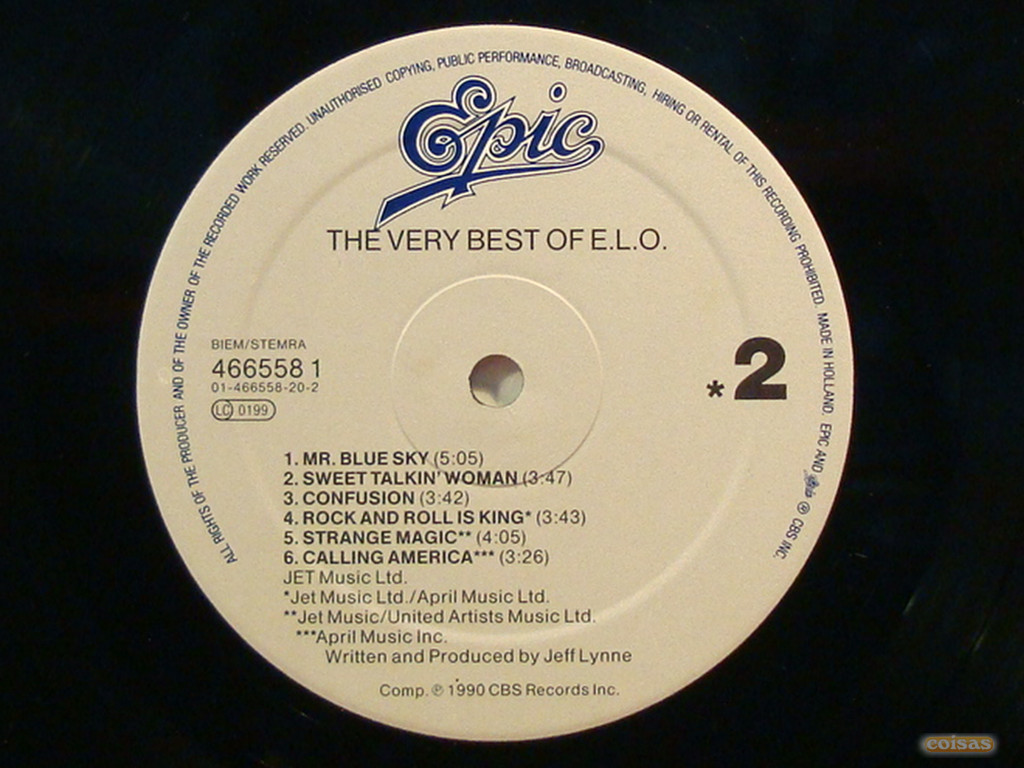 ALL RIGHTS OF THE PRODUCER AND OF THE OWNER OF THE RECORDED WORK RESERVED. UNAUTHORISED COPYING, PUBLIC PERFORMANCE, BROADCASTING, HIRING OR RENTAL OF THIS RECORDING PROHIBITED. MADE IN HOLLAND. EPIC AND Epic ® CBS INC.
Epic
THE VERY BEST OF E.L.O.
BIEM/STEMRA
466558 1
01-466558-20-2
LC 0199
*2
1. MR. BLUE SKY (5:05)
2. SWEET TALKIN' WOMAN (3:47)
3. CONFUSION (3:42)
4. ROCK AND ROLL IS KING* (3:43)
5. STRANGE MAGIC** (4:05)
6. CALLING AMERICA*** (3:26)
JET Music Ltd.
*Jet Music Ltd./April Music Ltd.
**Jet Music/United Artists Music Ltd.
***April Music Inc.
Written and Produced by Jeff Lynne
Comp. ℗ 1990 CBS Records Inc.
coisas